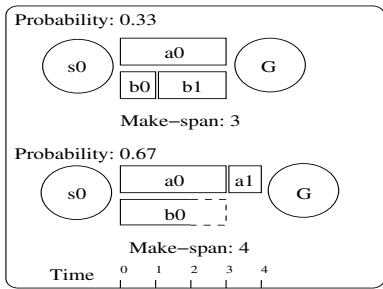 Probability: 0.33
s0 a0 G
b0 b1
Make-span: 3
Probability: 0.67
s0 a0 a1 G
b0
Make-span: 4
Time 0 1 2 3 4